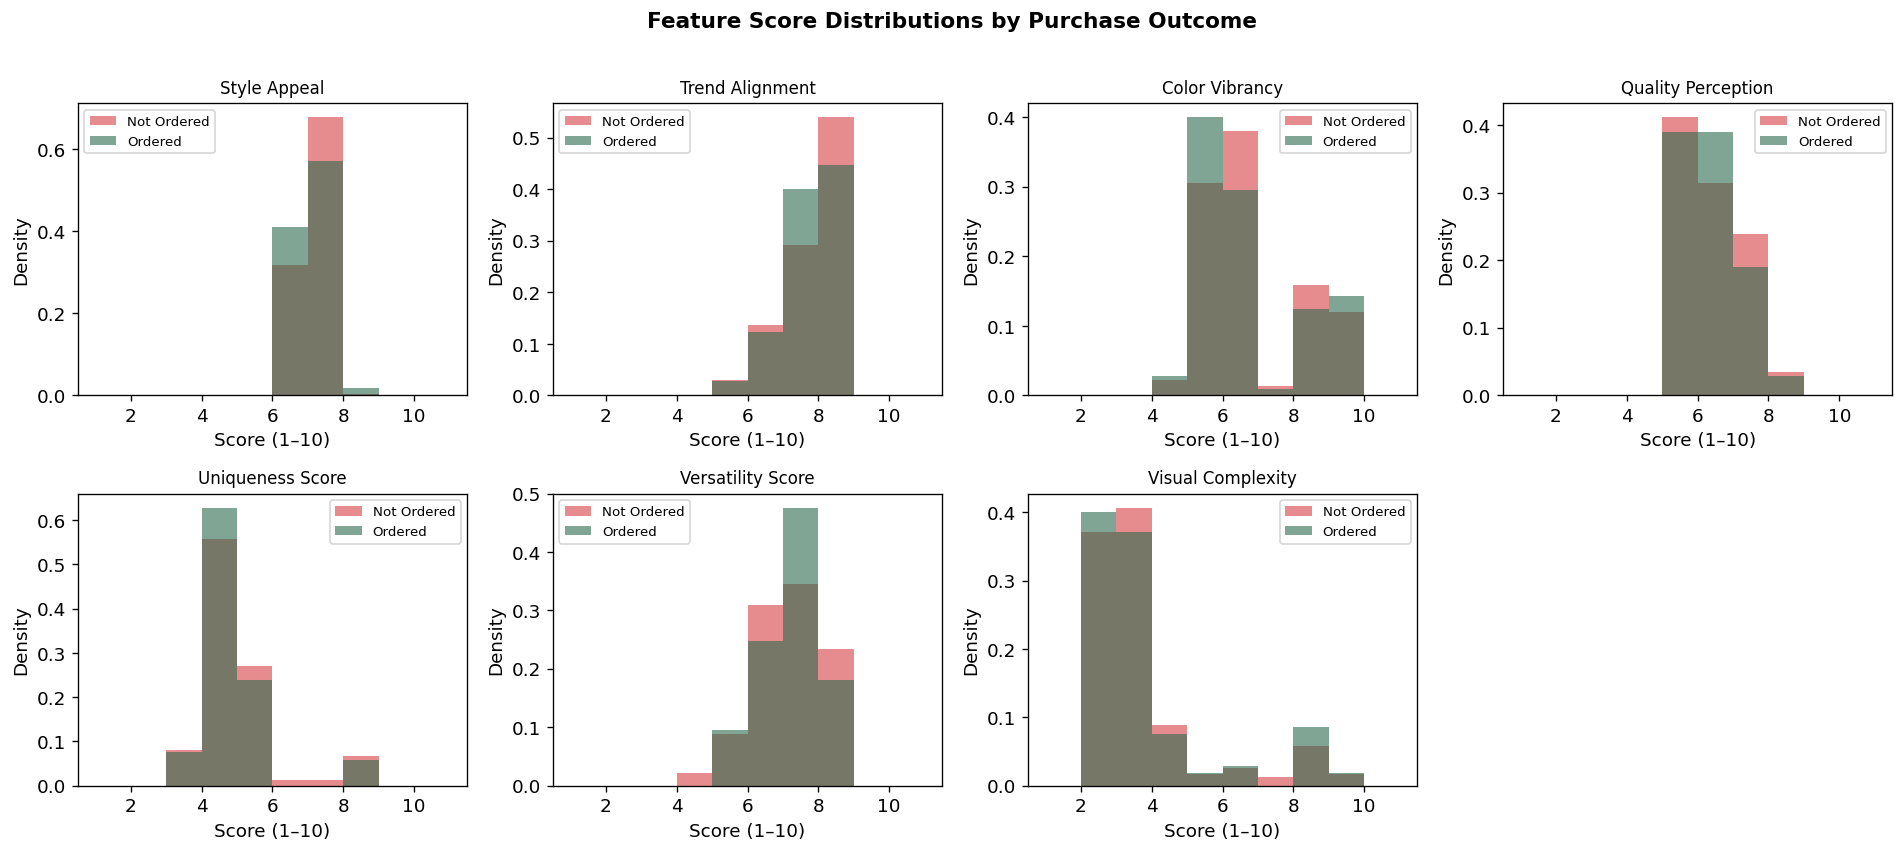 Feature Score Distributions by Purchase Outcome
Style Appeal
Not Ordered
Ordered
Density
0.6
0.4
0.2
0.0
2 4 6 8 10
Score (1–10)
Trend Alignment
Not Ordered
Ordered
Density
0.5
0.4
0.3
0.2
0.1
0.0
2 4 6 8 10
Score (1–10)
Color Vibrancy
Not Ordered
Ordered
Density
0.4
0.3
0.2
0.1
0.0
2 4 6 8 10
Score (1–10)
Quality Perception
Not Ordered
Ordered
Density
0.4
0.3
0.2
0.1
0.0
2 4 6 8 10
Score (1–10)
Uniqueness Score
Not Ordered
Ordered
Density
0.6
0.5
0.4
0.3
0.2
0.1
0.0
2 4 6 8 10
Score (1–10)
Versatility Score
Not Ordered
Ordered
Density
0.5
0.4
0.3
0.2
0.1
0.0
2 4 6 8 10
Score (1–10)
Visual Complexity
Not Ordered
Ordered
Density
0.4
0.3
0.2
0.1
0.0
2 4 6 8 10
Score (1–10)